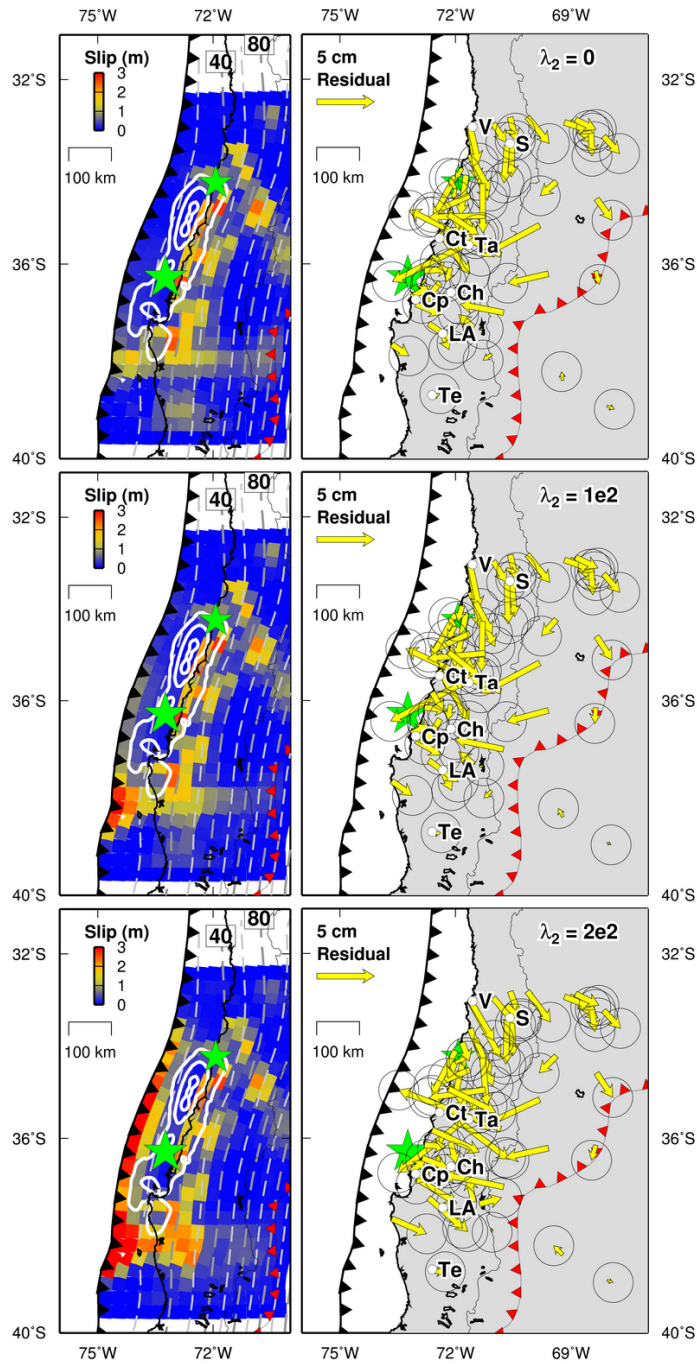 75°W 72°W 72°W 69°W
32°S
36°S
40°S
Slip (m)
3
2
1
0
40
80
100 km
5 cm
Residual
λ2 = 0
100 km
V
S
Ct
Ta
Cp
Ch
LA
Te
32°S
36°S
40°S
32°S
36°S
40°S
Slip (m)
3
2
1
0
40
80
100 km
5 cm
Residual
λ2 = 1e2
100 km
V
S
Ct
Ta
Cp
Ch
LA
Te
32°S
36°S
40°S
32°S
36°S
40°S
Slip (m)
3
2
1
0
40
80
100 km
5 cm
Residual
λ2 = 2e2
100 km
V
S
Ct
Ta
Cp
Ch
LA
Te
32°S
36°S
40°S
75°W 72°W 75°W 72°W 69°W